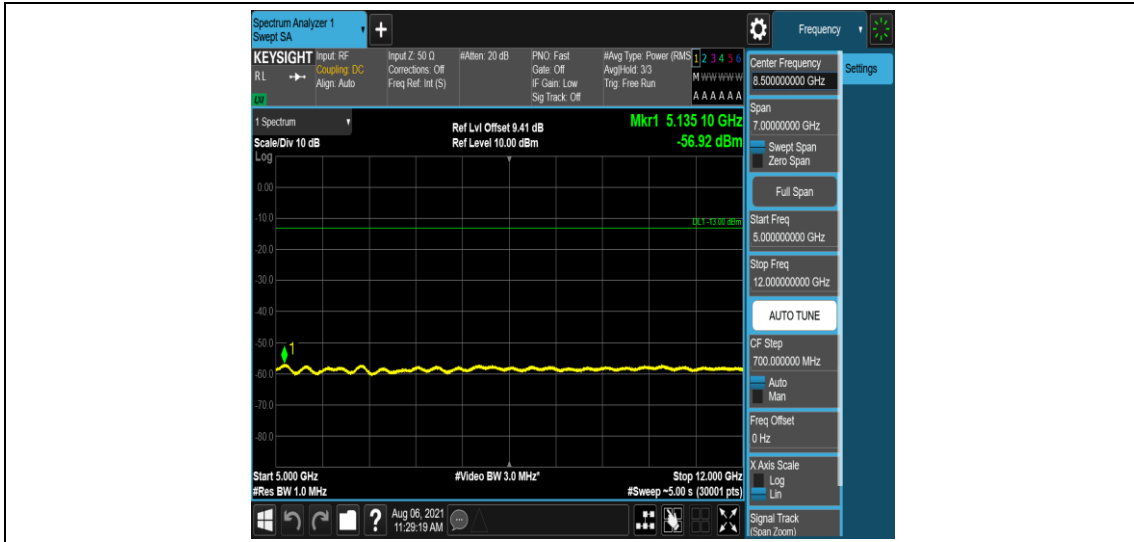 Spectrum Analyzer 1
Swept SA
Frequency
KEYSIGHT
RL
Input: RF
Coupling: DC
Align: Auto
Input Z: 50 Ω
Corrections: Off
Freq Ref: Int (S)
#Atten: 20 dB
PNO: Fast
Gate: Off
IF Gain: Low
Sig Track: Off
#Avg Type: Power (RMS
Avg|Hold: 3/3
Trig: Free Run
1 2 3 4 5 6
M W W W W W
A A A A A A
1 Spectrum
Scale/Div 10 dB
Log
Ref Lvl Offset 9.41 dB
Ref Level 10.00 dBm
Mkr1 5.135 10 GHz
-56.92 dBm
0.00
-10.0
DL1 -13.00 dBm
-20.0
-30.0
-40.0
-50.0
1
-60.0
-70.0
-80.0
Start 5.000 GHz
#Res BW 1.0 MHz
#Video BW 3.0 MHz*
Stop 12.000 GHz
#Sweep ~5.00 s (30001 pts)
Aug 06, 2021
11:29:19 AM
Center Frequency
8.500000000 GHz
Settings
Span
7.00000000 GHz
Swept Span
Zero Span
Full Span
Start Freq
5.000000000 GHz
Stop Freq
12.000000000 GHz
AUTO TUNE
CF Step
700.000000 MHz
Auto
Man
Freq Offset
0 Hz
X Axis Scale
Log
Lin
Signal Track
(Span Zoom)